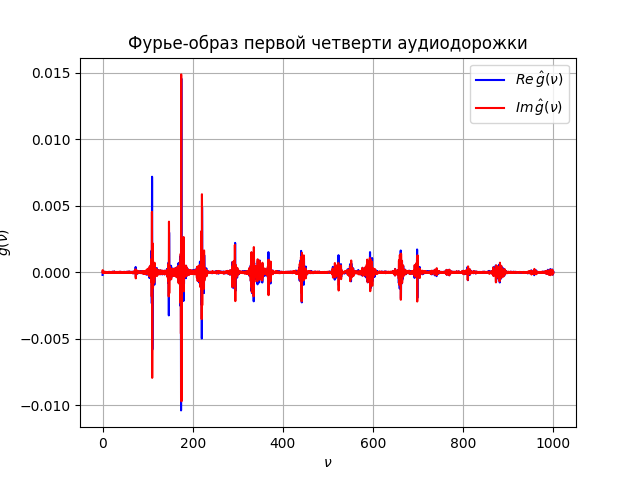 Фурье-образ первой четверти аудиодорожки
Re ĝ(ν)
Im ĝ(ν)
0.015
0.010
0.005
0.000
−0.005
−0.010
0 200 400 600 800 1000
ν